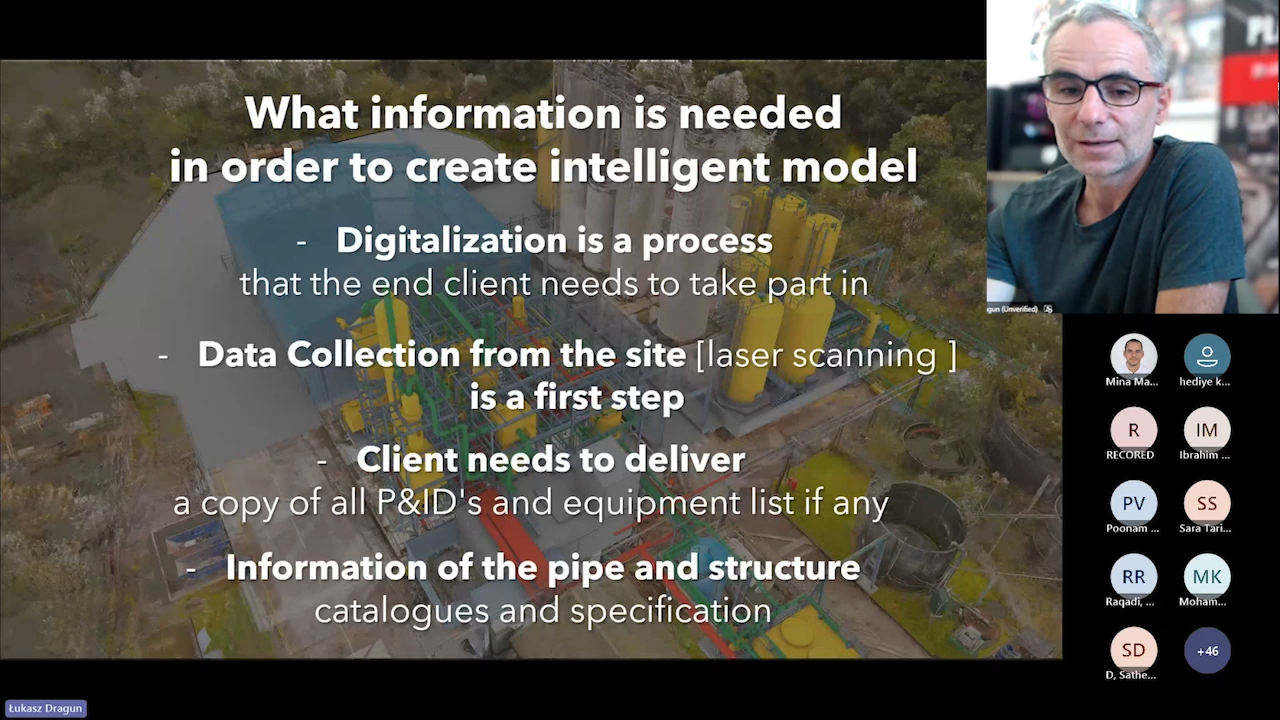 What information is needed
in order to create intelligent model
- Digitalization is a process
that the end client needs to take part in
- Data Collection from the site [laser scanning ]
is a first step
- Client needs to deliver
a copy of all P&ID's and equipment list if any
- Information of the pipe and structure
catalogues and specification
PL
gun (Unverified)
Mina Ma...
hediye k...
R
RECORED
IM
Ibrahim ...
PV
Poonam ...
SS
Sara Tari...
RR
Raqadi, ...
MK
Moham...
SD
D, Sathe...
+46
Łukasz Dragun